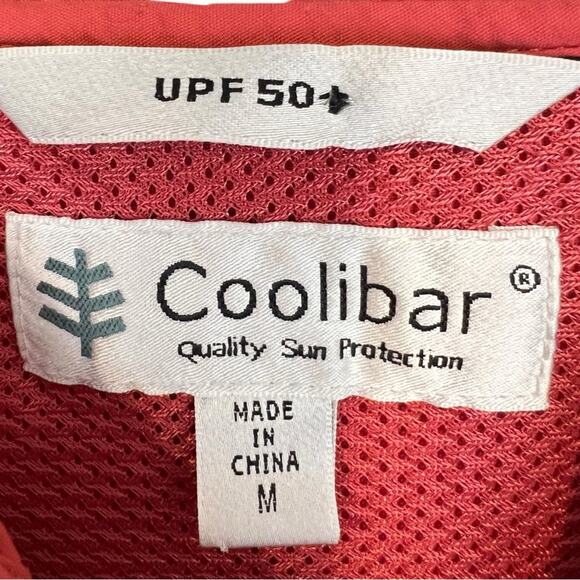 UPF 50+
Coolibar®
Quality Sun Protection
MADE
IN
CHINA
M